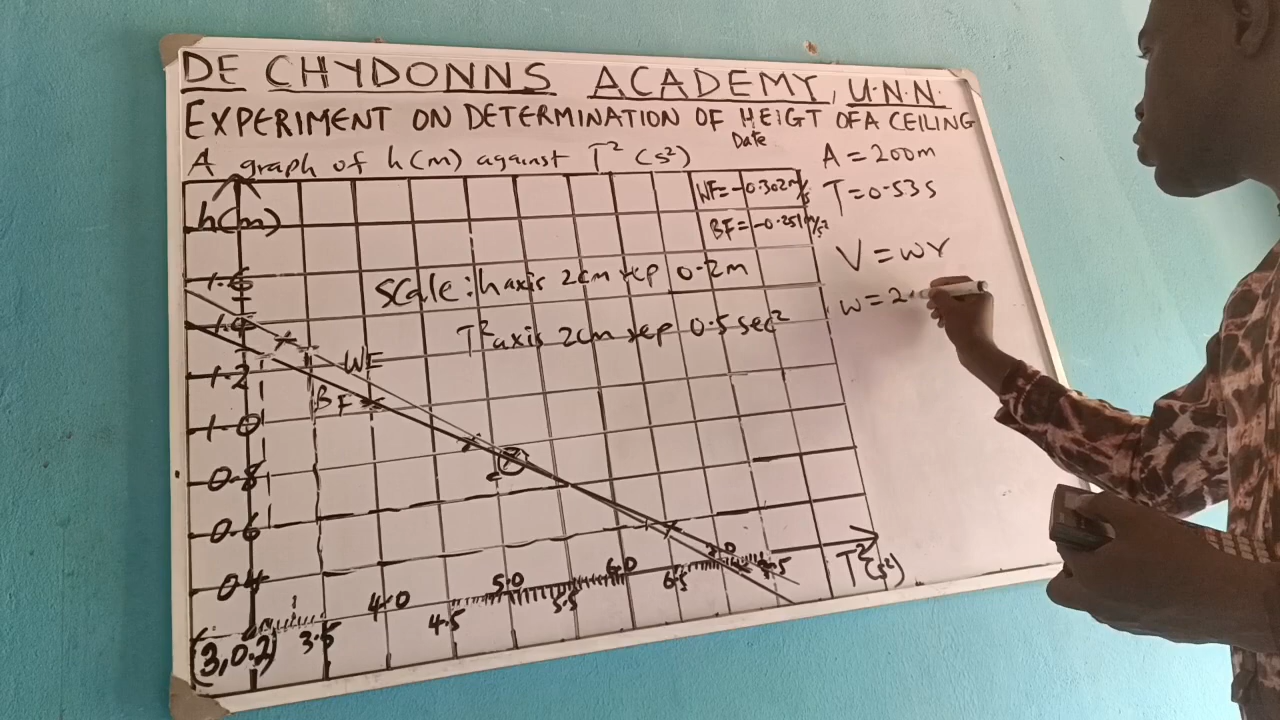 DE CHYDONNS ACADEMY, U.N.N.
EXPERIMENT ON DETERMINATION OF HEIGT OF A CEILING
Date
A graph of h(m) against T² (s²)
h(m)
WF=-0.302m/s
BF=-0.251m/s²
Scale: h axis 2cm rep 0.2m
T² axis 2cm rep 0.5 sec²
1.6
1.4
1.2
1.0
0.8
0.6
0.4
WF
BF
(3,0.2)
3.5
4.0
4.5
5.0
5.5
6.0
6.5
7.0
7.5
T²(s²)
A = 200m
T = 0.53s
V = wr
w = 2.